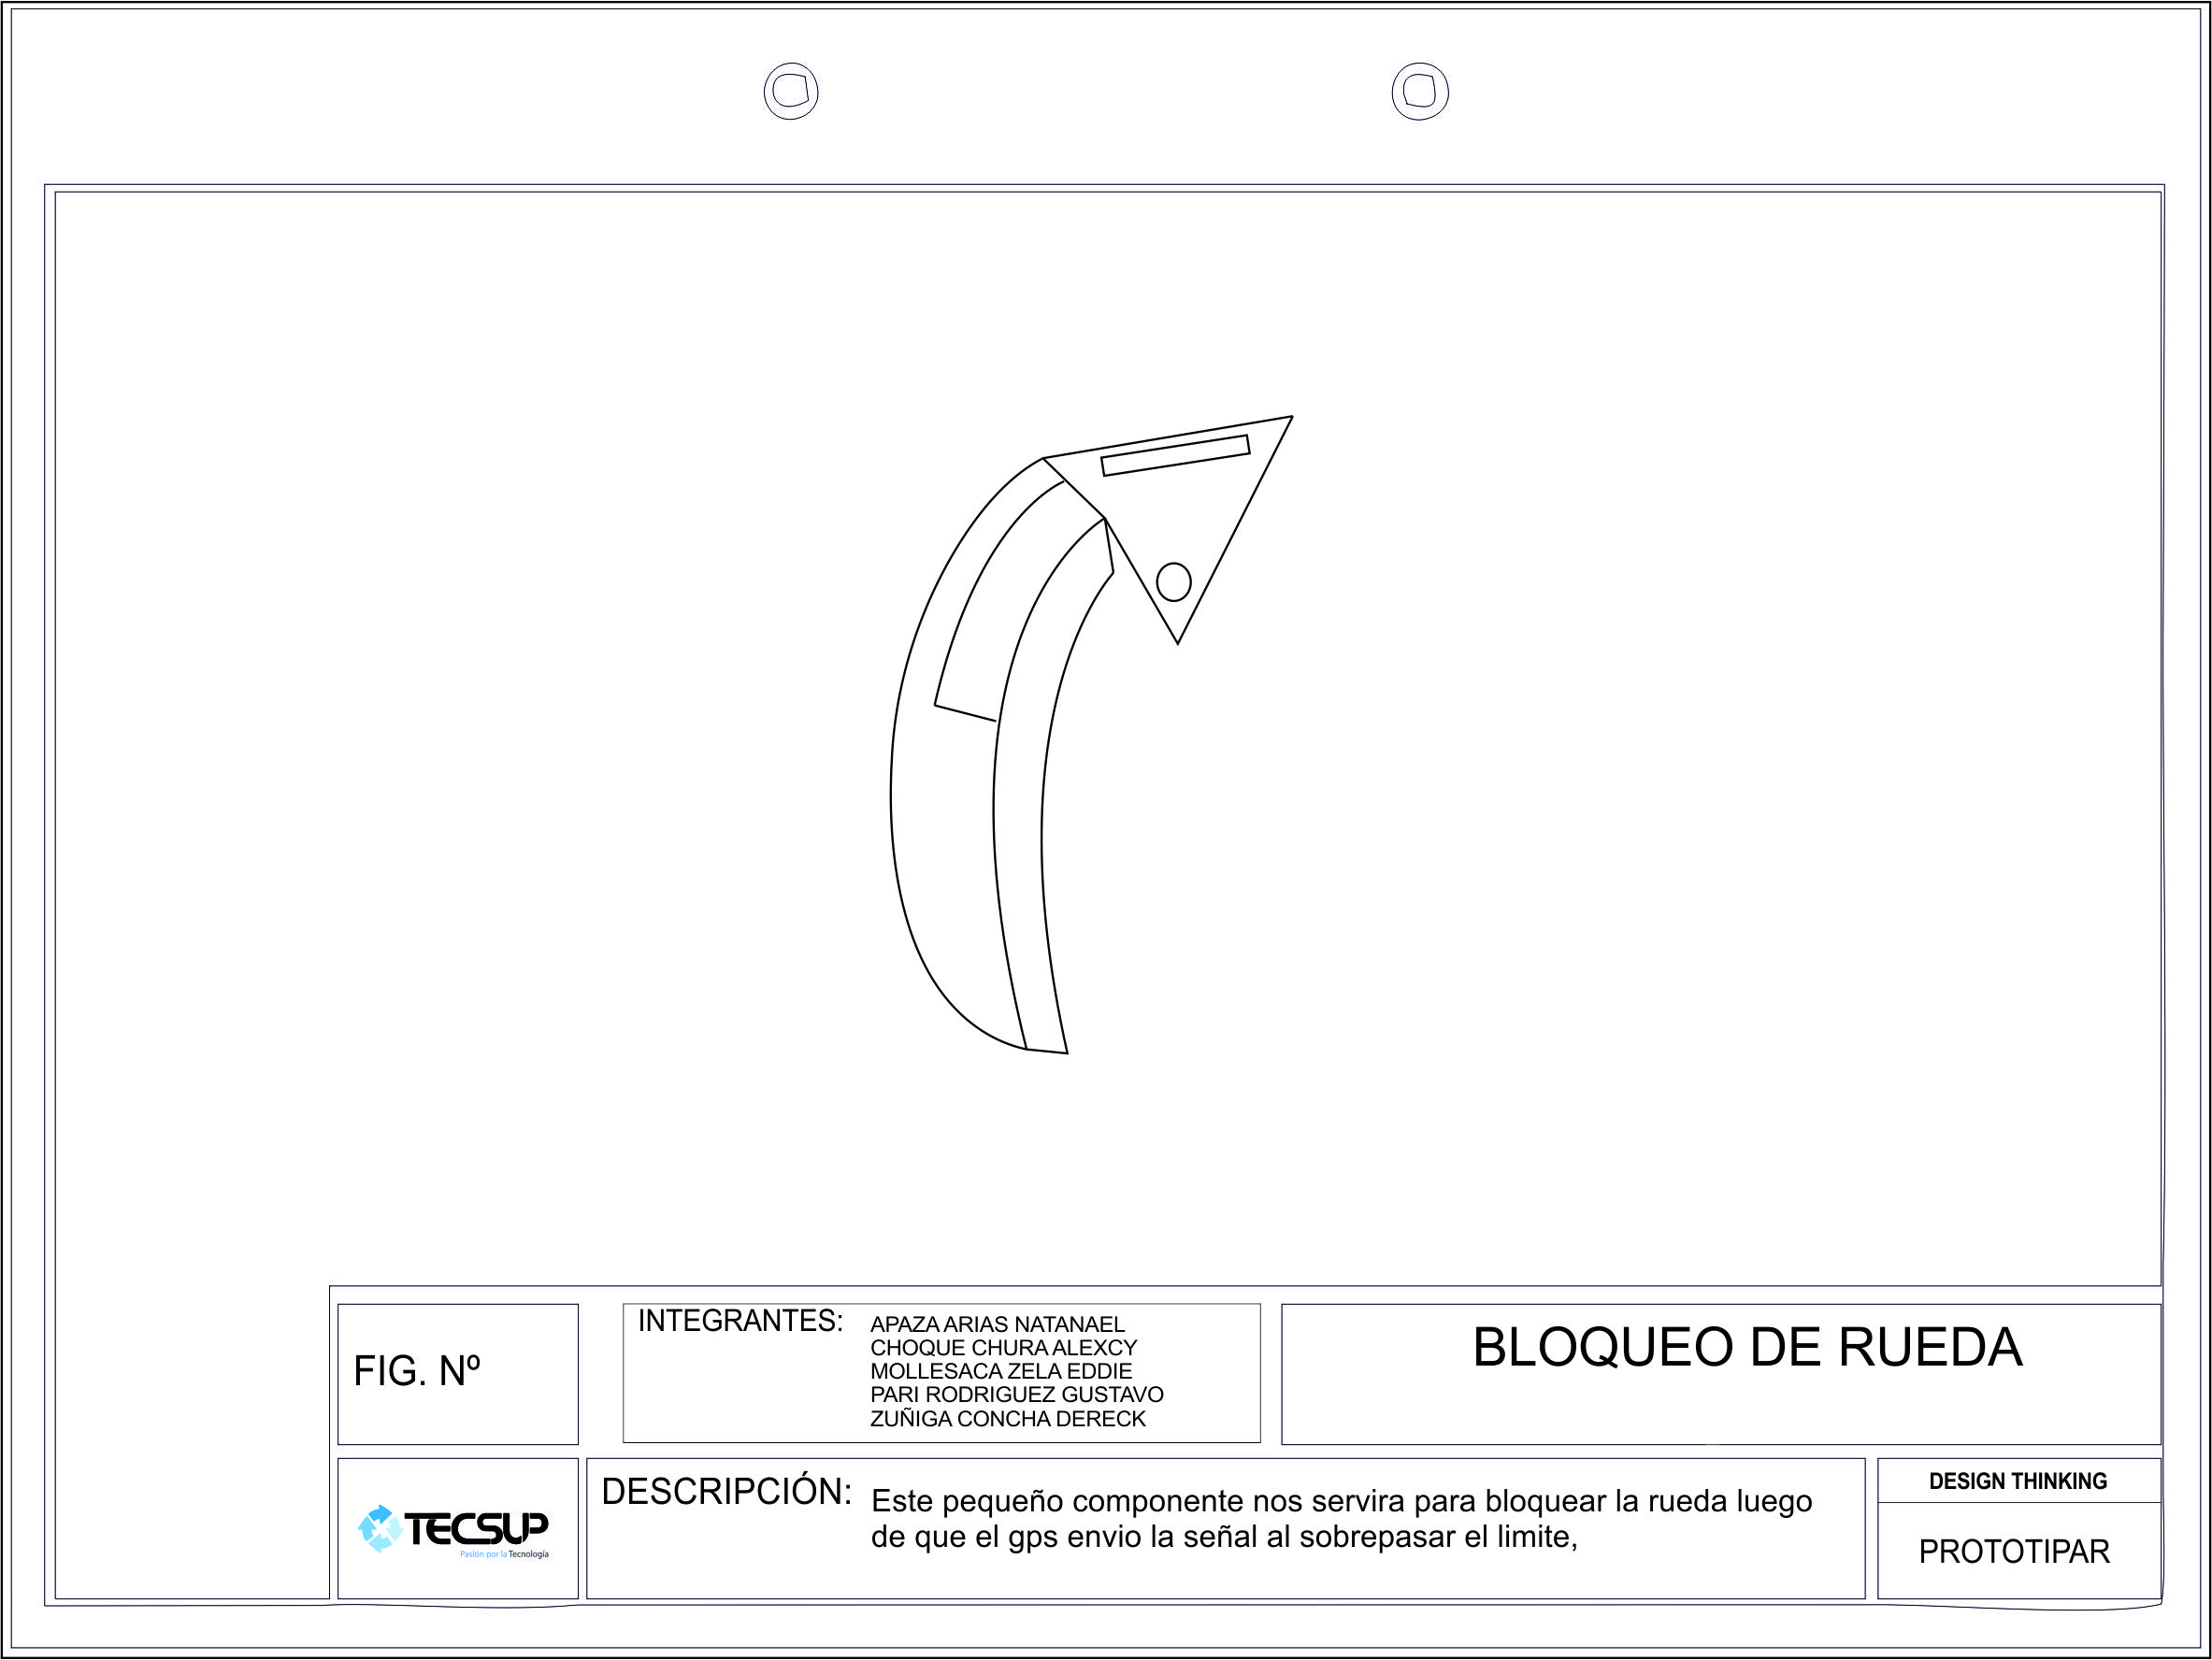 FIG. Nº
INTEGRANTES:
APAZA ARIAS NATANAEL
CHOQUE CHURA ALEXCY
MOLLESACA ZELA EDDIE
PARI RODRIGUEZ GUSTAVO
ZUÑIGA CONCHA DERECK
BLOQUEO DE RUEDA
TECSUP
Pasión por la Tecnología
DESCRIPCIÓN:
Este pequeño componente nos servira para bloquear la rueda luego
de que el gps envio la señal al sobrepasar el limite,
DESIGN THINKING
PROTOTIPAR